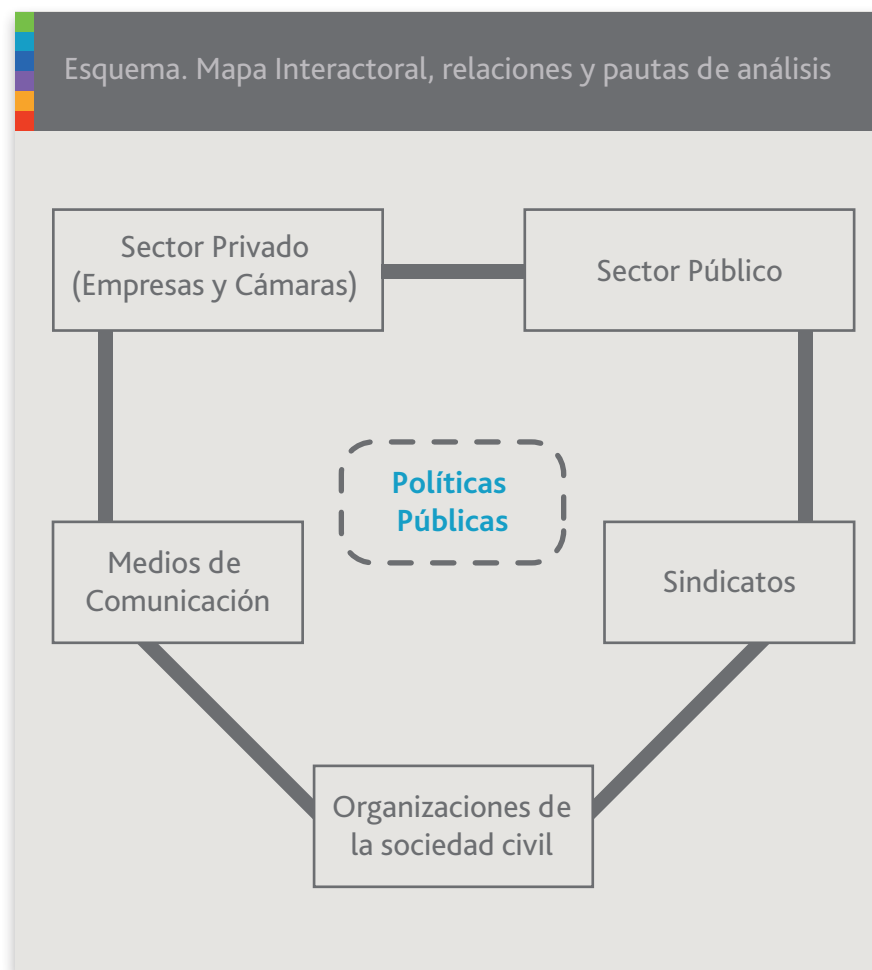 Esquema. Mapa Interactoral, relaciones y pautas de análisis
Sector Privado
(Empresas y Cámaras)
Sector Público
Políticas
Públicas
Medios de
Comunicación
Sindicatos
Organizaciones de
la sociedad civil